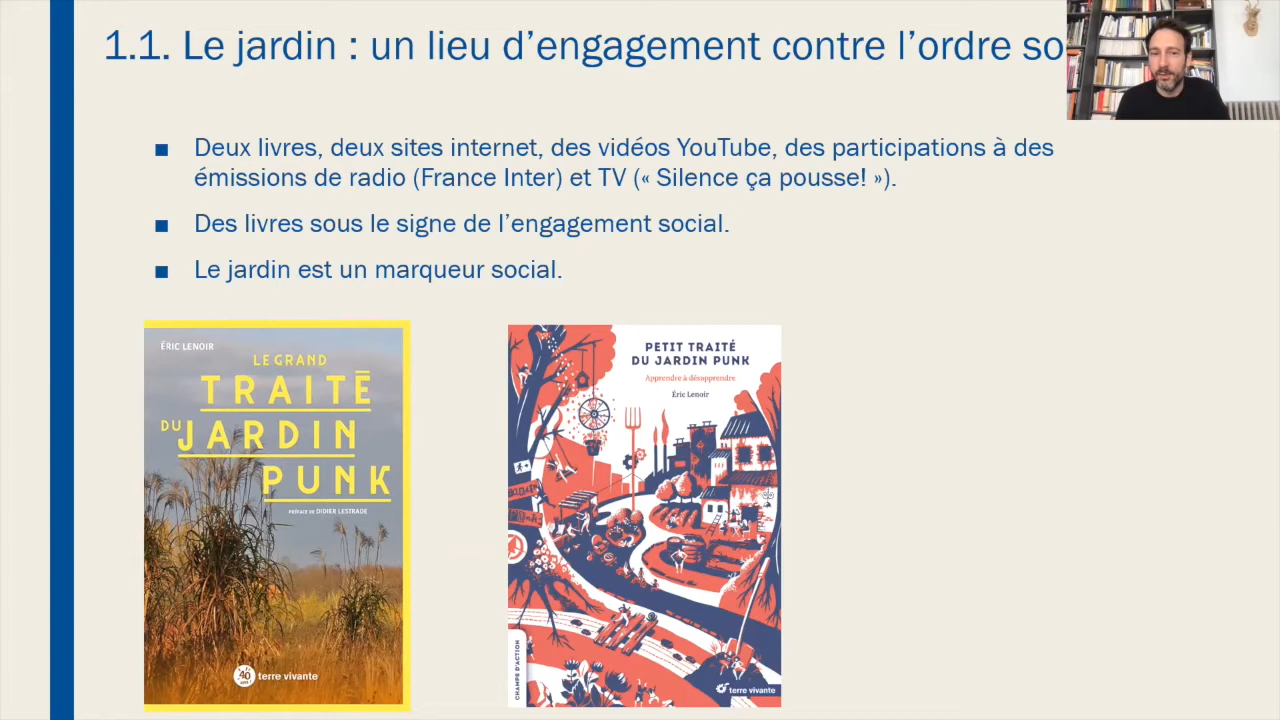 1.1. Le jardin : un lieu d’engagement contre l’ordre so
■ Deux livres, deux sites internet, des vidéos YouTube, des participations à des
émissions de radio (France Inter) et TV (« Silence ça pousse! »).
■ Des livres sous le signe de l’engagement social.
■ Le jardin est un marqueur social.
ÉRIC LENOIR
LE GRAND
TRAITÉ
DU JARDIN
PUNK
PRÉFACE DE DIDIER LESTRADE
40
ans !
terre vivante
PETIT TRAITÉ
DU JARDIN PUNK
Apprendre à désapprendre
Éric Lenoir
CHAMPS D’ACTION
terre vivante